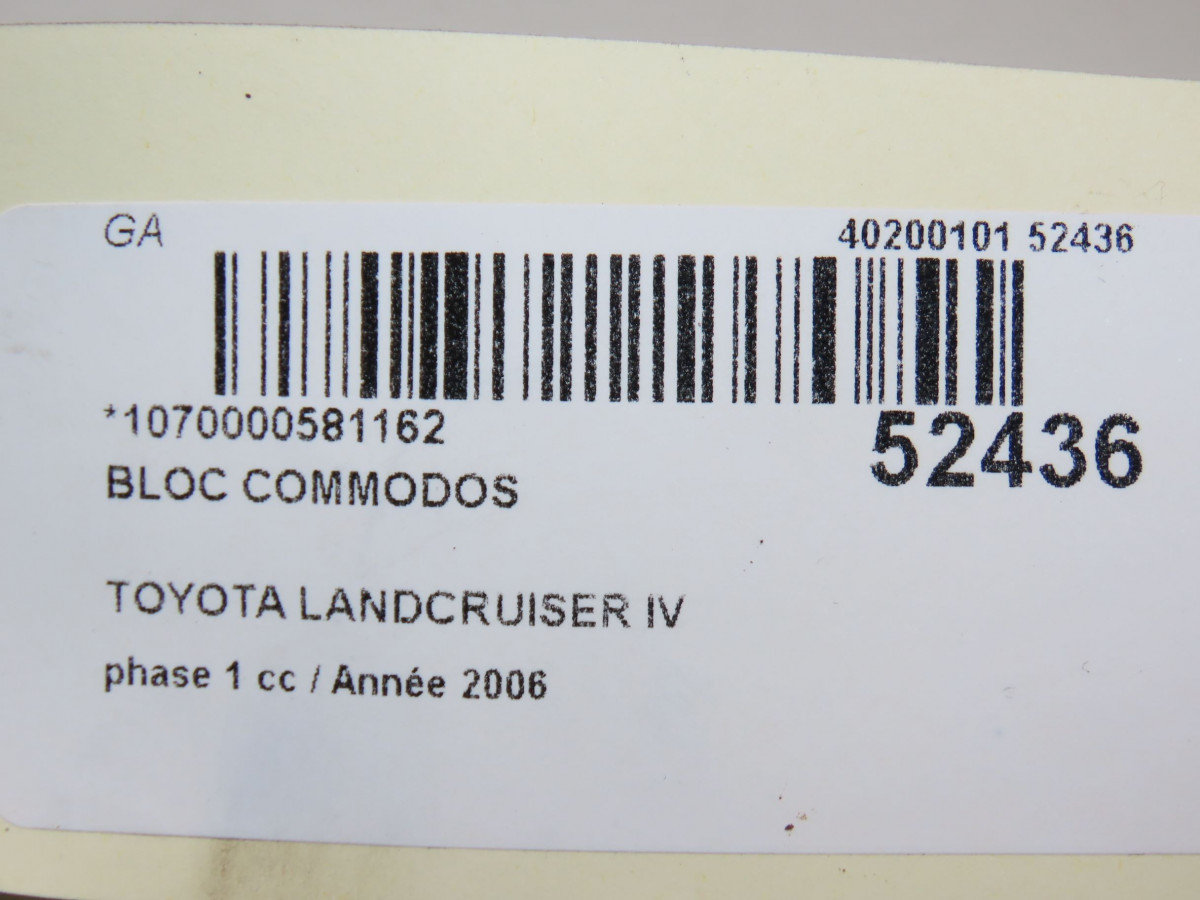 GA 40200101 52436
*1070000581162
52436
BLOC COMMODOS
TOYOTA LANDCRUISER IV
phase 1 cc / Année 2006